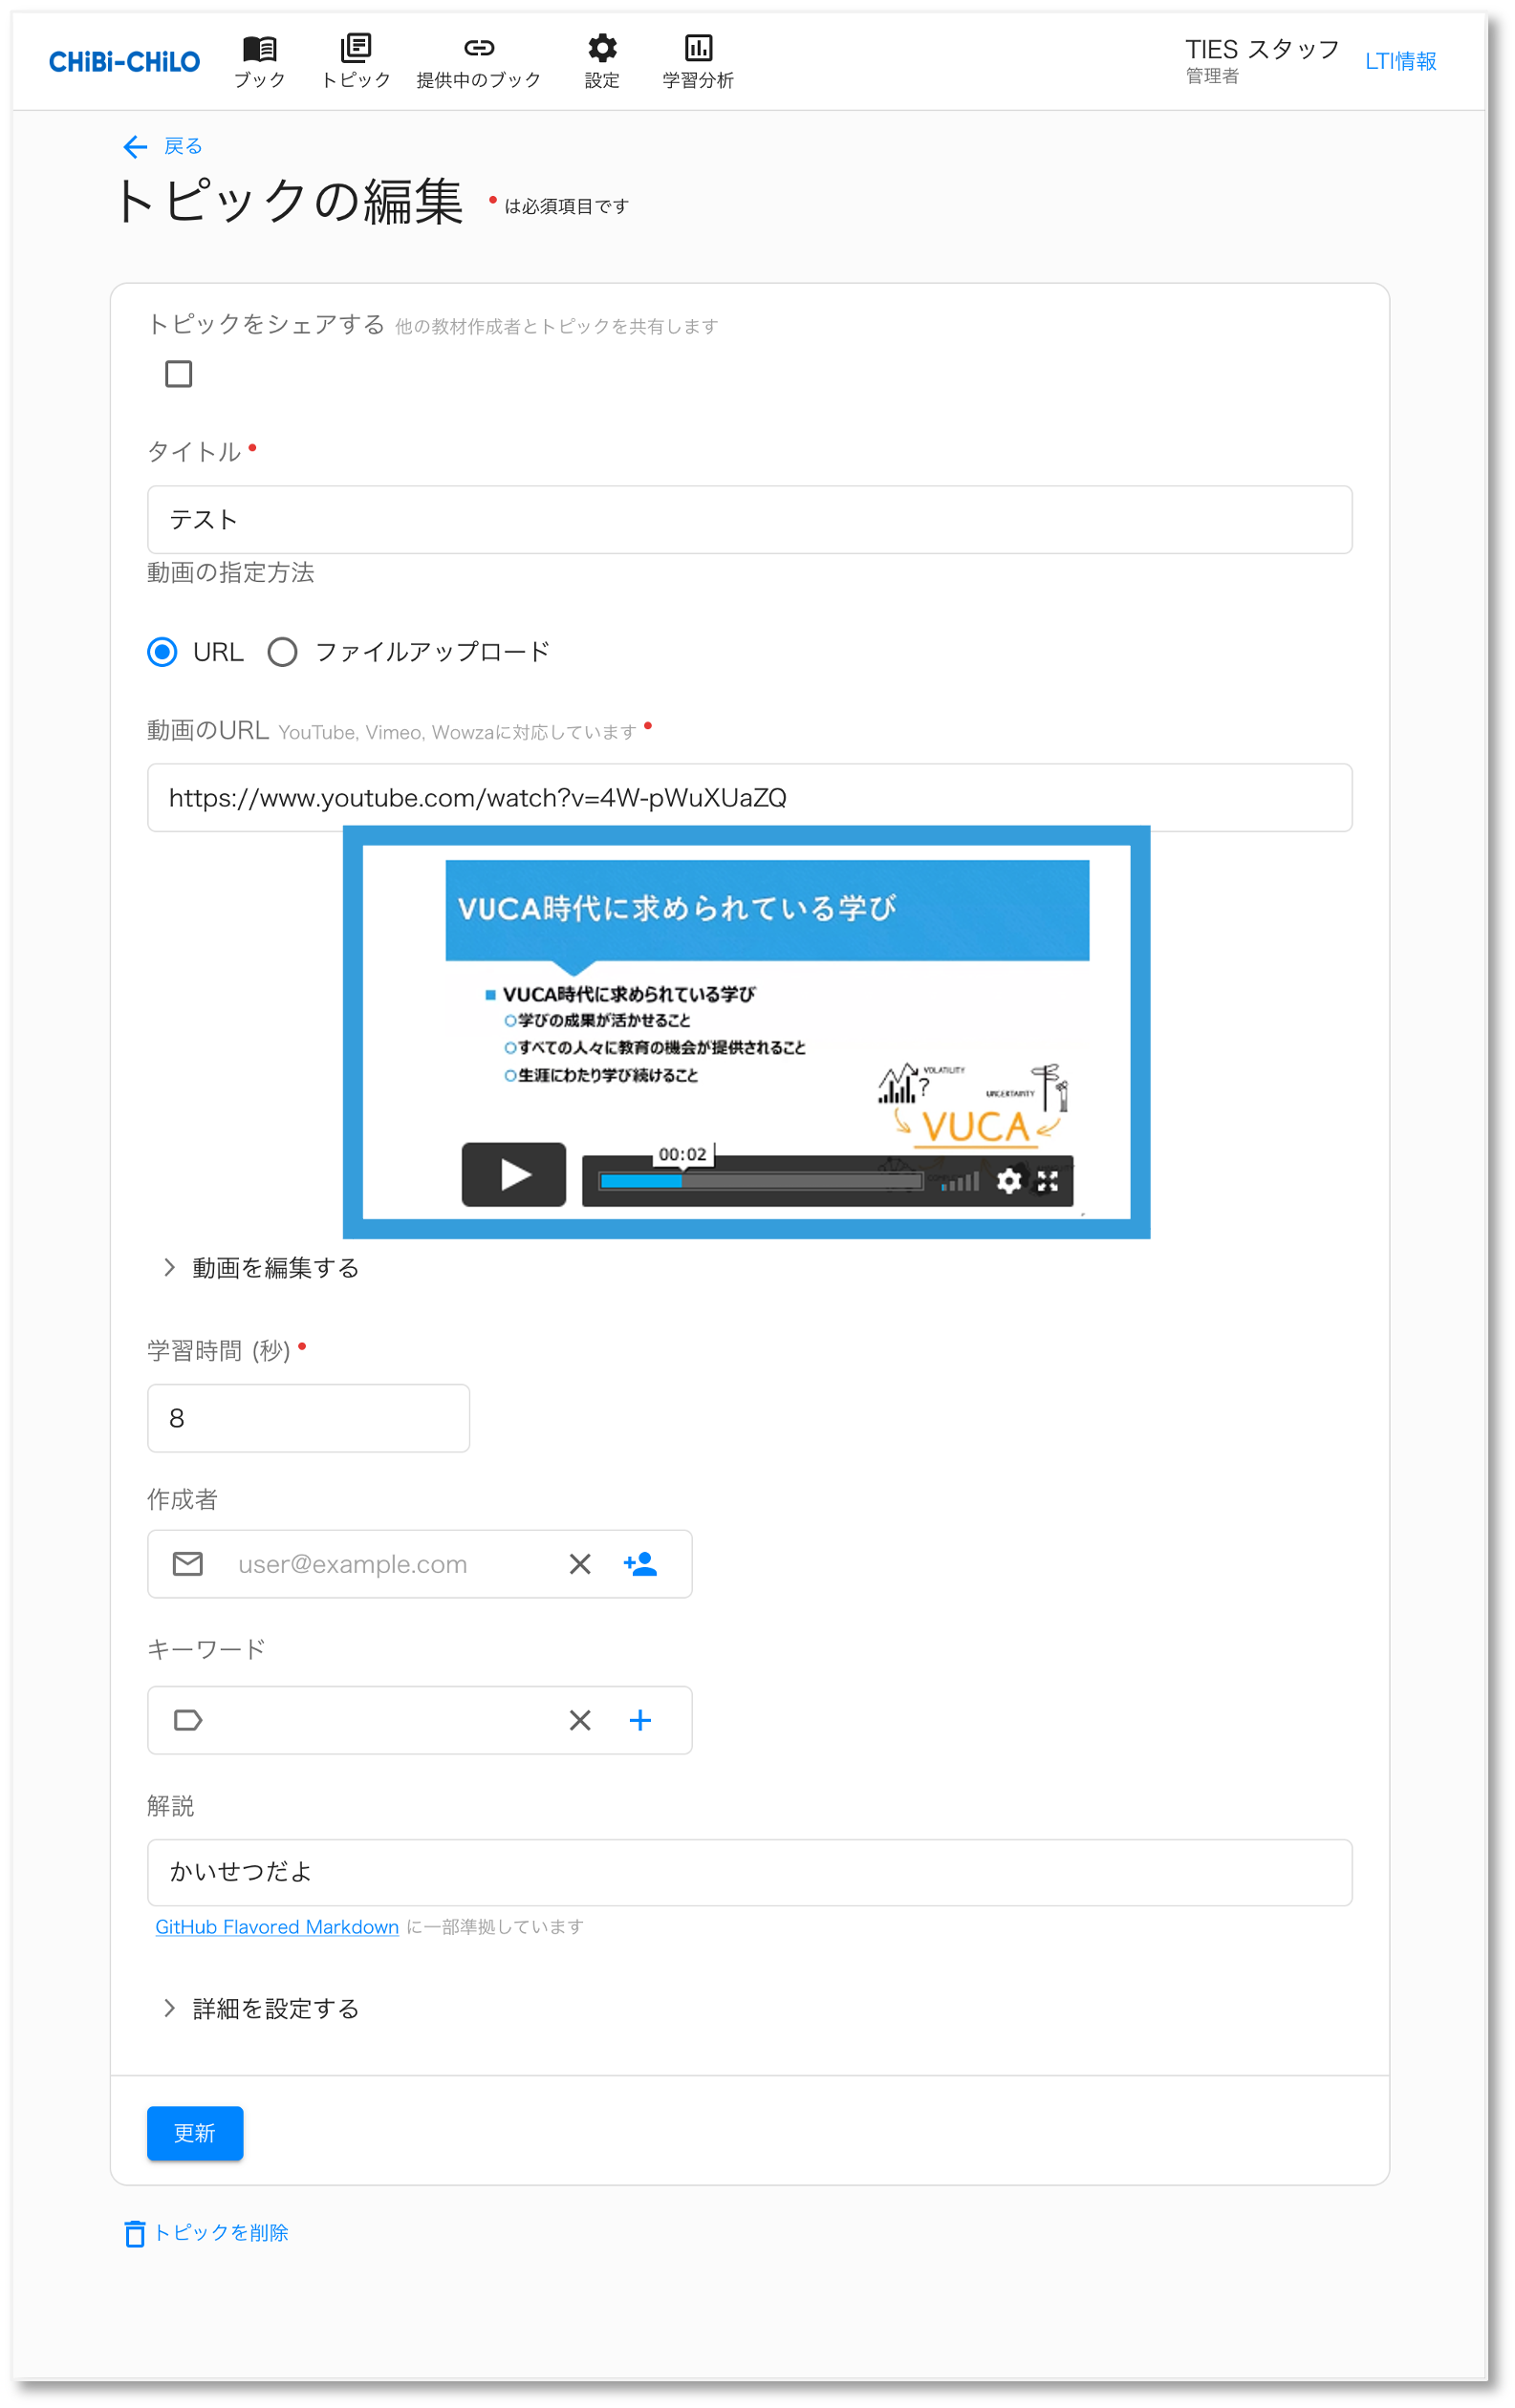 CHiBi-CHiLO
ブック
トピック
提供中のブック
設定
学習分析
TIES スタッフ
管理者
LTI情報
戻る
トピックの編集 • は必須項目です
トピックをシェアする 他の教材作成者とトピックを共有します
タイトル •
テスト
動画の指定方法
URL
ファイルアップロード
動画のURL YouTube, Vimeo, Wowzaに対応しています •
https://www.youtube.com/watch?v=4W-pWuXUaZQ
VUCA時代に求められている学び
■ VUCA時代に求められている学び
○学びの成果が活かせること
○すべての人々に教育の機会が提供されること
○生涯にわたり学び続けること
VOLATILITY
?
UNCERTAINTY
VUCA
00:02
動画を編集する
学習時間 (秒) •
8
作成者
user@example.com
キーワード
解説
かいせつだよ
GitHub Flavored Markdown に一部準拠しています
詳細を設定する
更新
トピックを削除